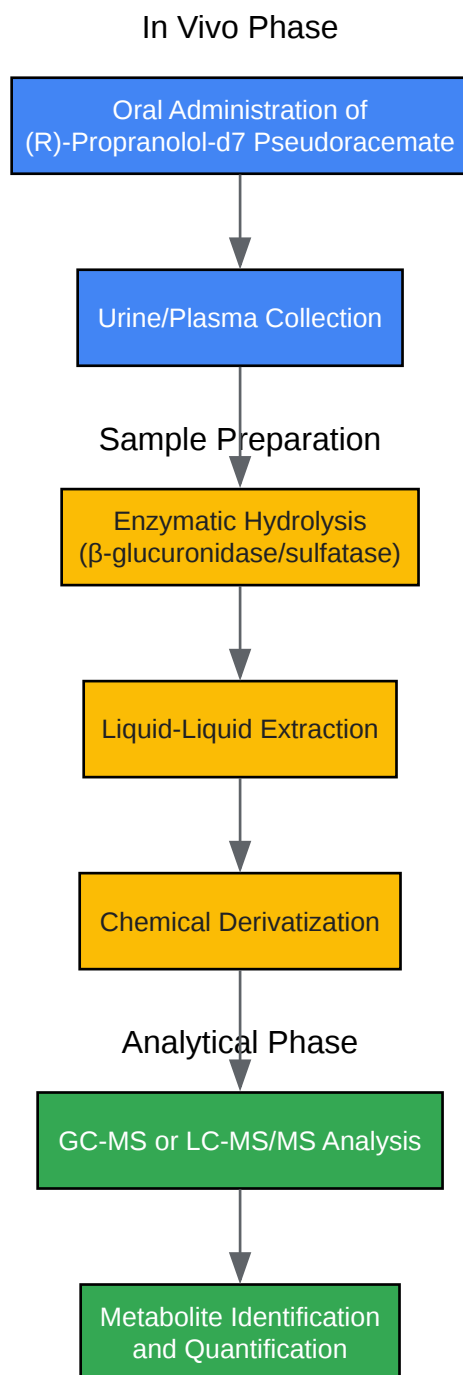 In Vivo Phase
Oral Administration of
(R)-Propranolol-d7 Pseudoracemate
Urine/Plasma Collection
Sample Preparation
Enzymatic Hydrolysis
(β-glucuronidase/sulfatase)
Liquid-Liquid Extraction
Chemical Derivatization
Analytical Phase
GC-MS or LC-MS/MS Analysis
Metabolite Identification
and Quantification